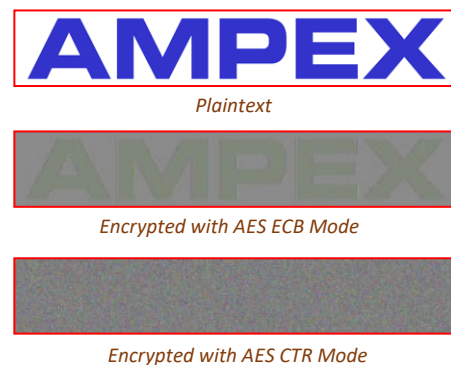 AMPEX
Plaintext
AMPEX
Encrypted with AES ECB Mode
Encrypted with AES CTR Mode